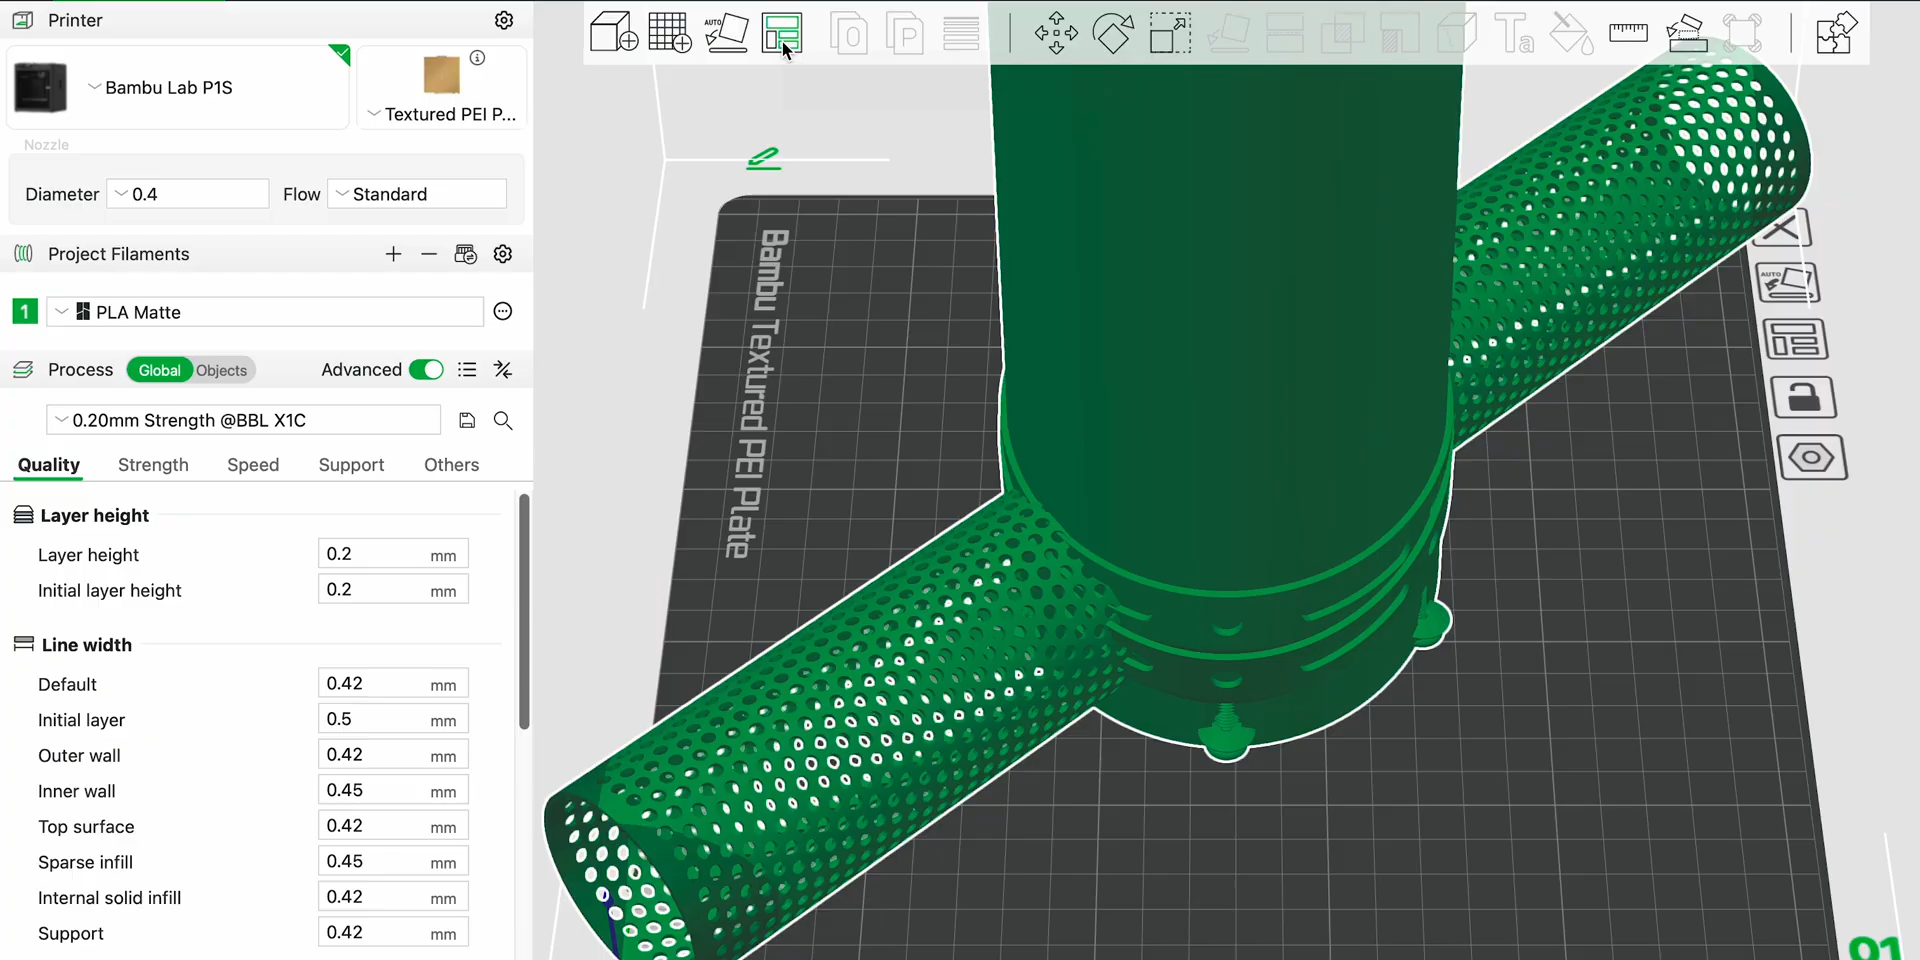 Printer
Bambu Lab P1S
Textured PEI P...
Nozzle
Diameter
0.4
Flow
Standard
Project Filaments
1
PLA Matte
Process
Global
Objects
Advanced
0.20mm Strength @BBL X1C
Quality
Strength
Speed
Support
Others
Layer height
Layer height
0.2 mm
Initial layer height
0.2 mm
Line width
Default
0.42 mm
Initial layer
0.5 mm
Outer wall
0.42 mm
Inner wall
0.45 mm
Top surface
0.42 mm
Sparse infill
0.45 mm
Internal solid infill
0.42 mm
Support
0.42 mm
AUTO
O
P
Ta
Bambu Textured PEI Plate
AUTO
01